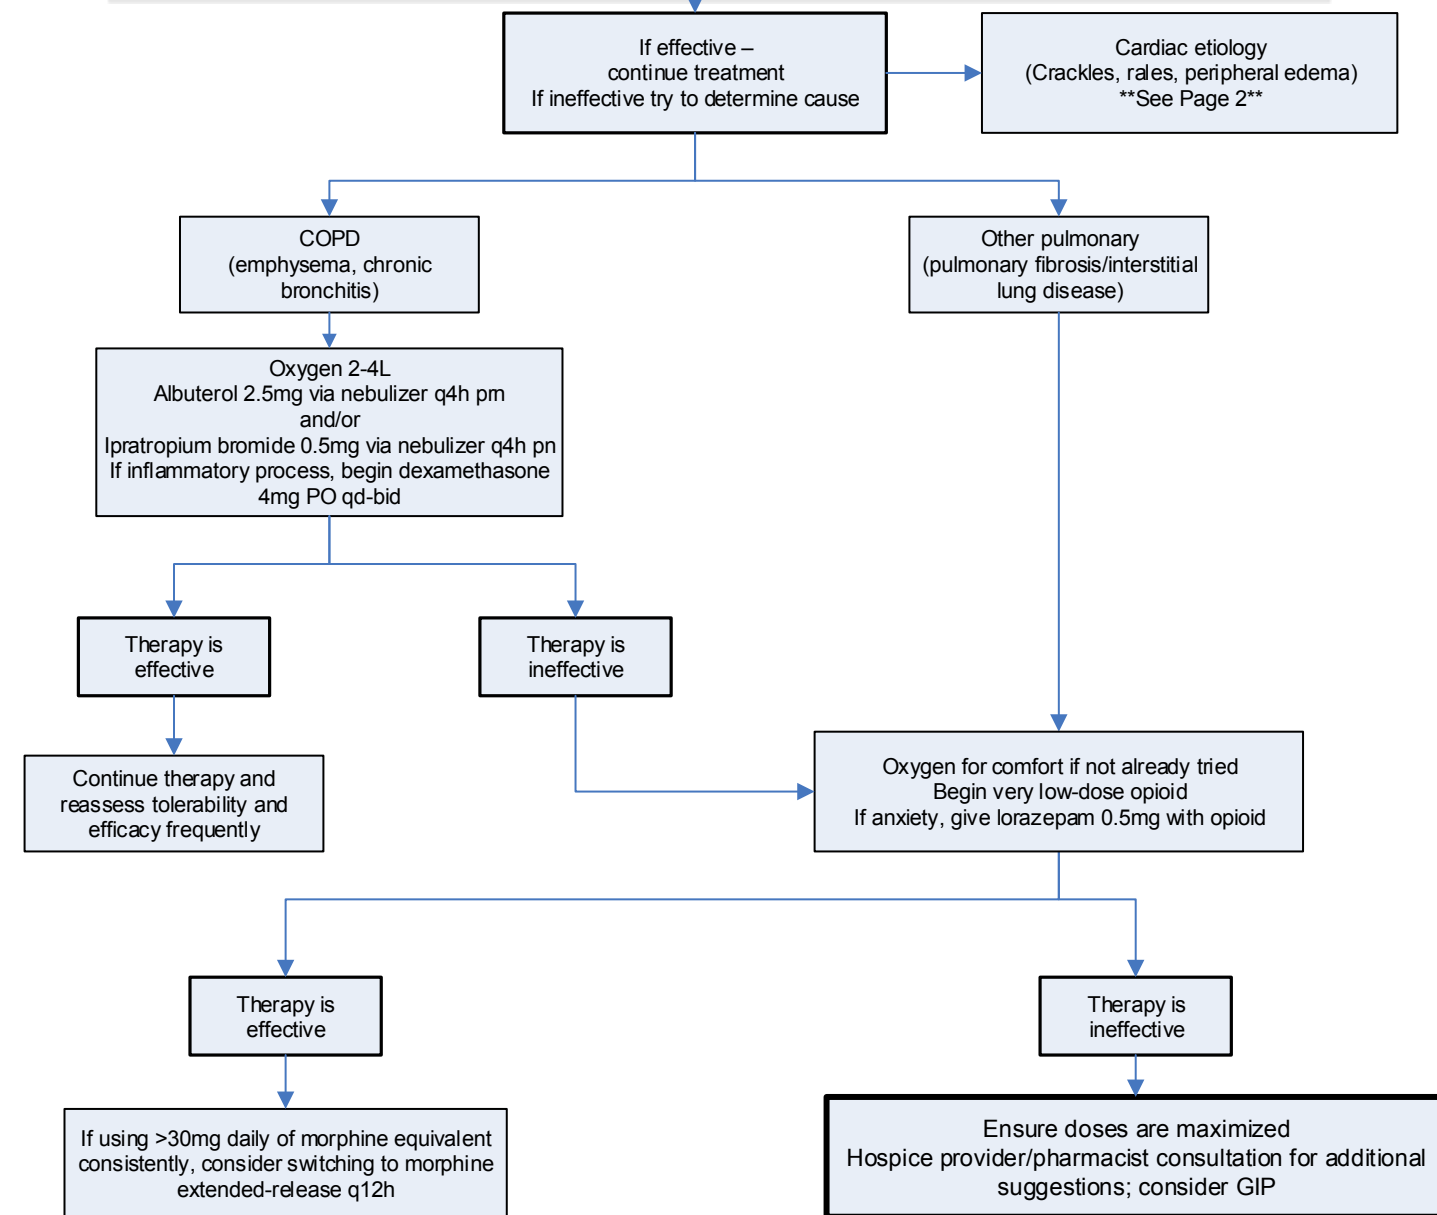 If effective –
continue treatment
If ineffective try to determine cause
Cardiac etiology
(Crackles, rales, peripheral edema)
**See Page 2**
COPD
(emphysema, chronic
bronchitis)
Other pulmonary
(pulmonary fibrosis/interstitial
lung disease)
Oxygen 2-4L
Albuterol 2.5mg via nebulizer q4h prn
and/or
Ipratropium bromide 0.5mg via nebulizer q4h pn
If inflammatory process, begin dexamethasone
4mg PO qd-bid
Therapy is
effective
Therapy is
ineffective
Continue therapy and
reassess tolerability and
efficacy frequently
Oxygen for comfort if not already tried
Begin very low-dose opioid
If anxiety, give lorazepam 0.5mg with opioid
Therapy is
effective
Therapy is
ineffective
If using >30mg daily of morphine equivalent
consistently, consider switching to morphine
extended-release q12h
Ensure doses are maximized
Hospice provider/pharmacist consultation for additional
suggestions; consider GIP